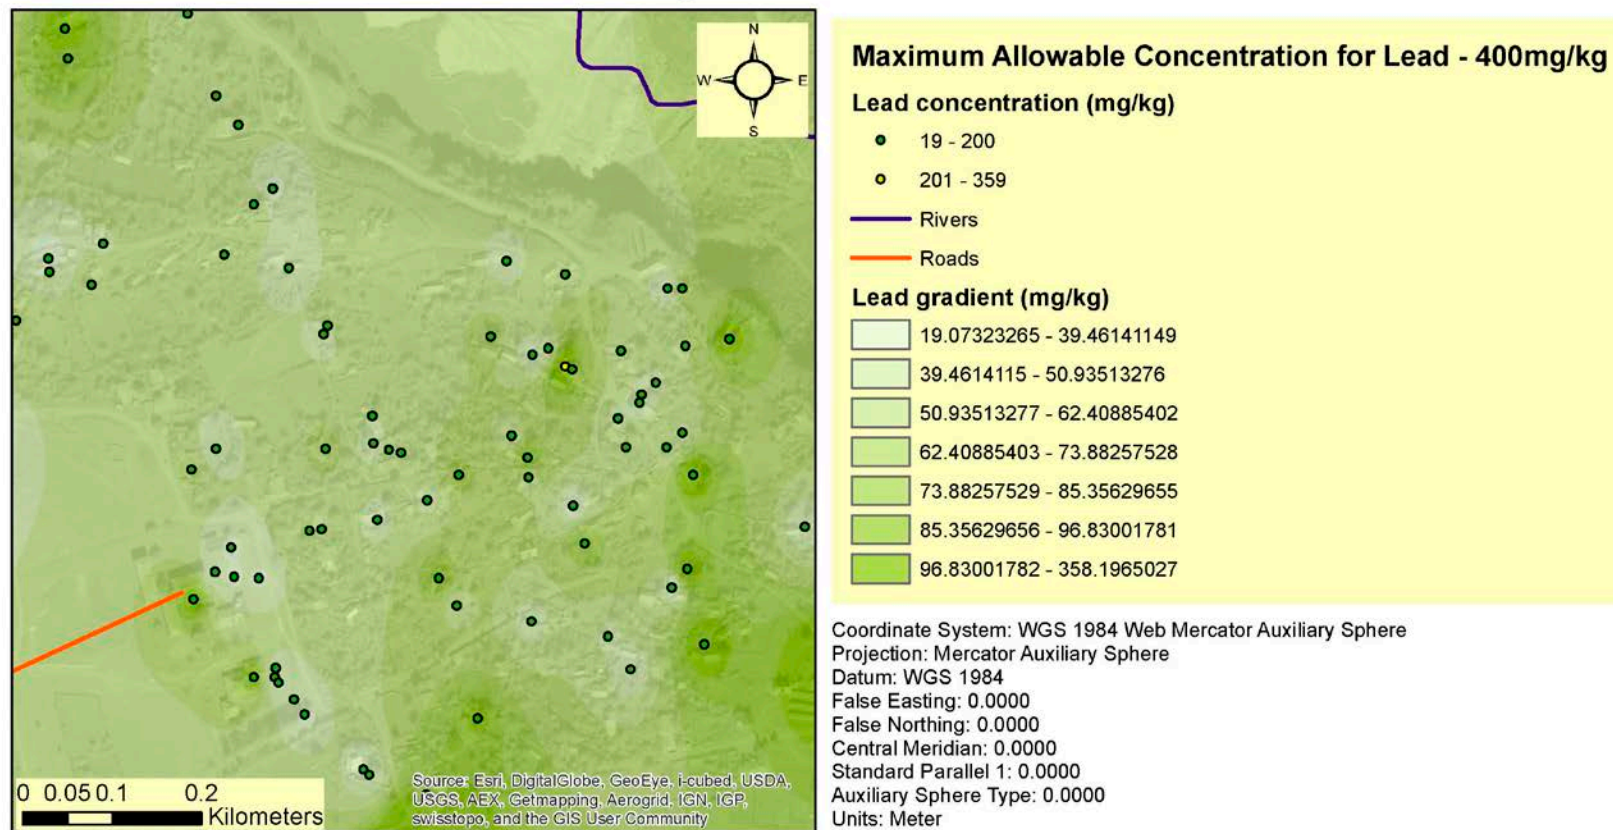 N
W
E
S
0 0.05 0.1 0.2
Kilometers
Source: Esri, DigitalGlobe, GeoEye, i-cubed, USDA,
USGS, AEX, Getmapping, Aerogrid, IGN, IGP,
swisstopo, and the GIS User Community
Maximum Allowable Concentration for Lead - 400mg/kg
Lead concentration (mg/kg)
19 - 200
201 - 359
Rivers
Roads
Lead gradient (mg/kg)
19.07323265 - 39.46141149
39.4614115 - 50.93513276
50.93513277 - 62.40885402
62.40885403 - 73.88257528
73.88257529 - 85.35629655
85.35629656 - 96.83001781
96.83001782 - 358.1965027
Coordinate System: WGS 1984 Web Mercator Auxiliary Sphere
Projection: Mercator Auxiliary Sphere
Datum: WGS 1984
False Easting: 0.0000
False Northing: 0.0000
Central Meridian: 0.0000
Standard Parallel 1: 0.0000
Auxiliary Sphere Type: 0.0000
Units: Meter